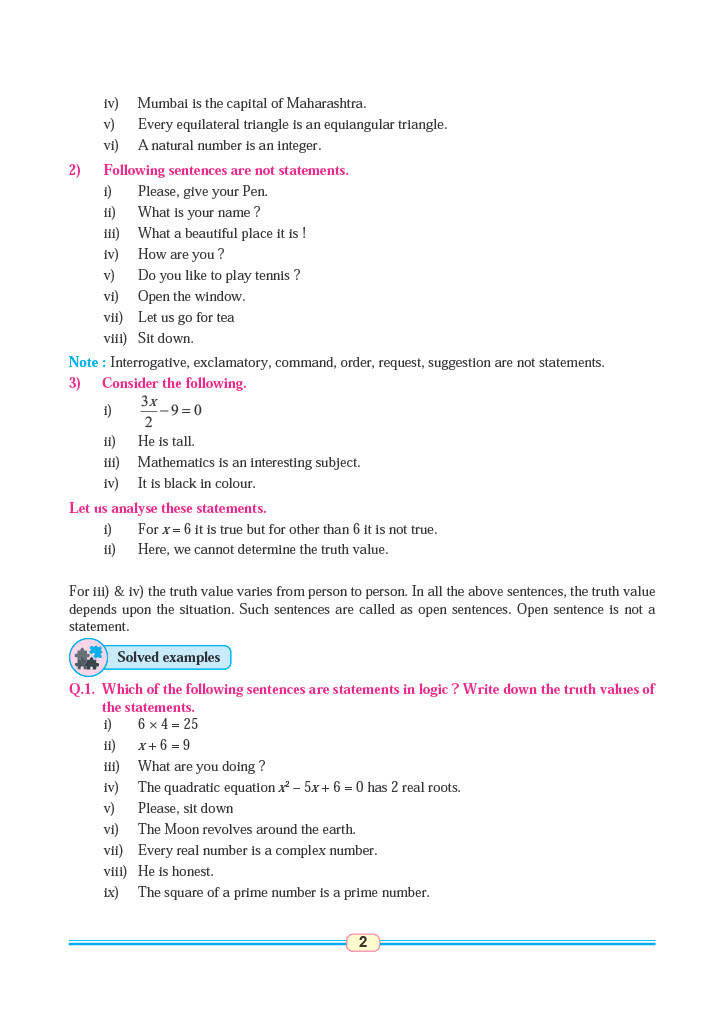 iv) Mumbai is the capital of Maharashtra.
v) Every equilateral triangle is an equiangular triangle.
vi) A natural number is an integer.
2) Following sentences are not statements.
i) Please, give your Pen.
ii) What is your name ?
iii) What a beautiful place it is !
iv) How are you ?
v) Do you like to play tennis ?
vi) Open the window.
vii) Let us go for tea
viii) Sit down.
Note : Interrogative, exclamatory, command, order, request, suggestion are not statements.
3) Consider the following.
i) 3x/2 − 9 = 0
ii) He is tall.
iii) Mathematics is an interesting subject.
iv) It is black in colour.
Let us analyse these statements.
i) For x = 6 it is true but for other than 6 it is not true.
ii) Here, we cannot determine the truth value.
For iii) & iv) the truth value varies from person to person. In all the above sentences, the truth value
depends upon the situation. Such sentences are called as open sentences. Open sentence is not a
statement.
Solved examples
Q.1. Which of the following sentences are statements in logic ? Write down the truth values of
the statements.
i) 6 × 4 = 25
ii) x + 6 = 9
iii) What are you doing ?
iv) The quadratic equation x² – 5x + 6 = 0 has 2 real roots.
v) Please, sit down
vi) The Moon revolves around the earth.
vii) Every real number is a complex number.
viii) He is honest.
ix) The square of a prime number is a prime number.
2